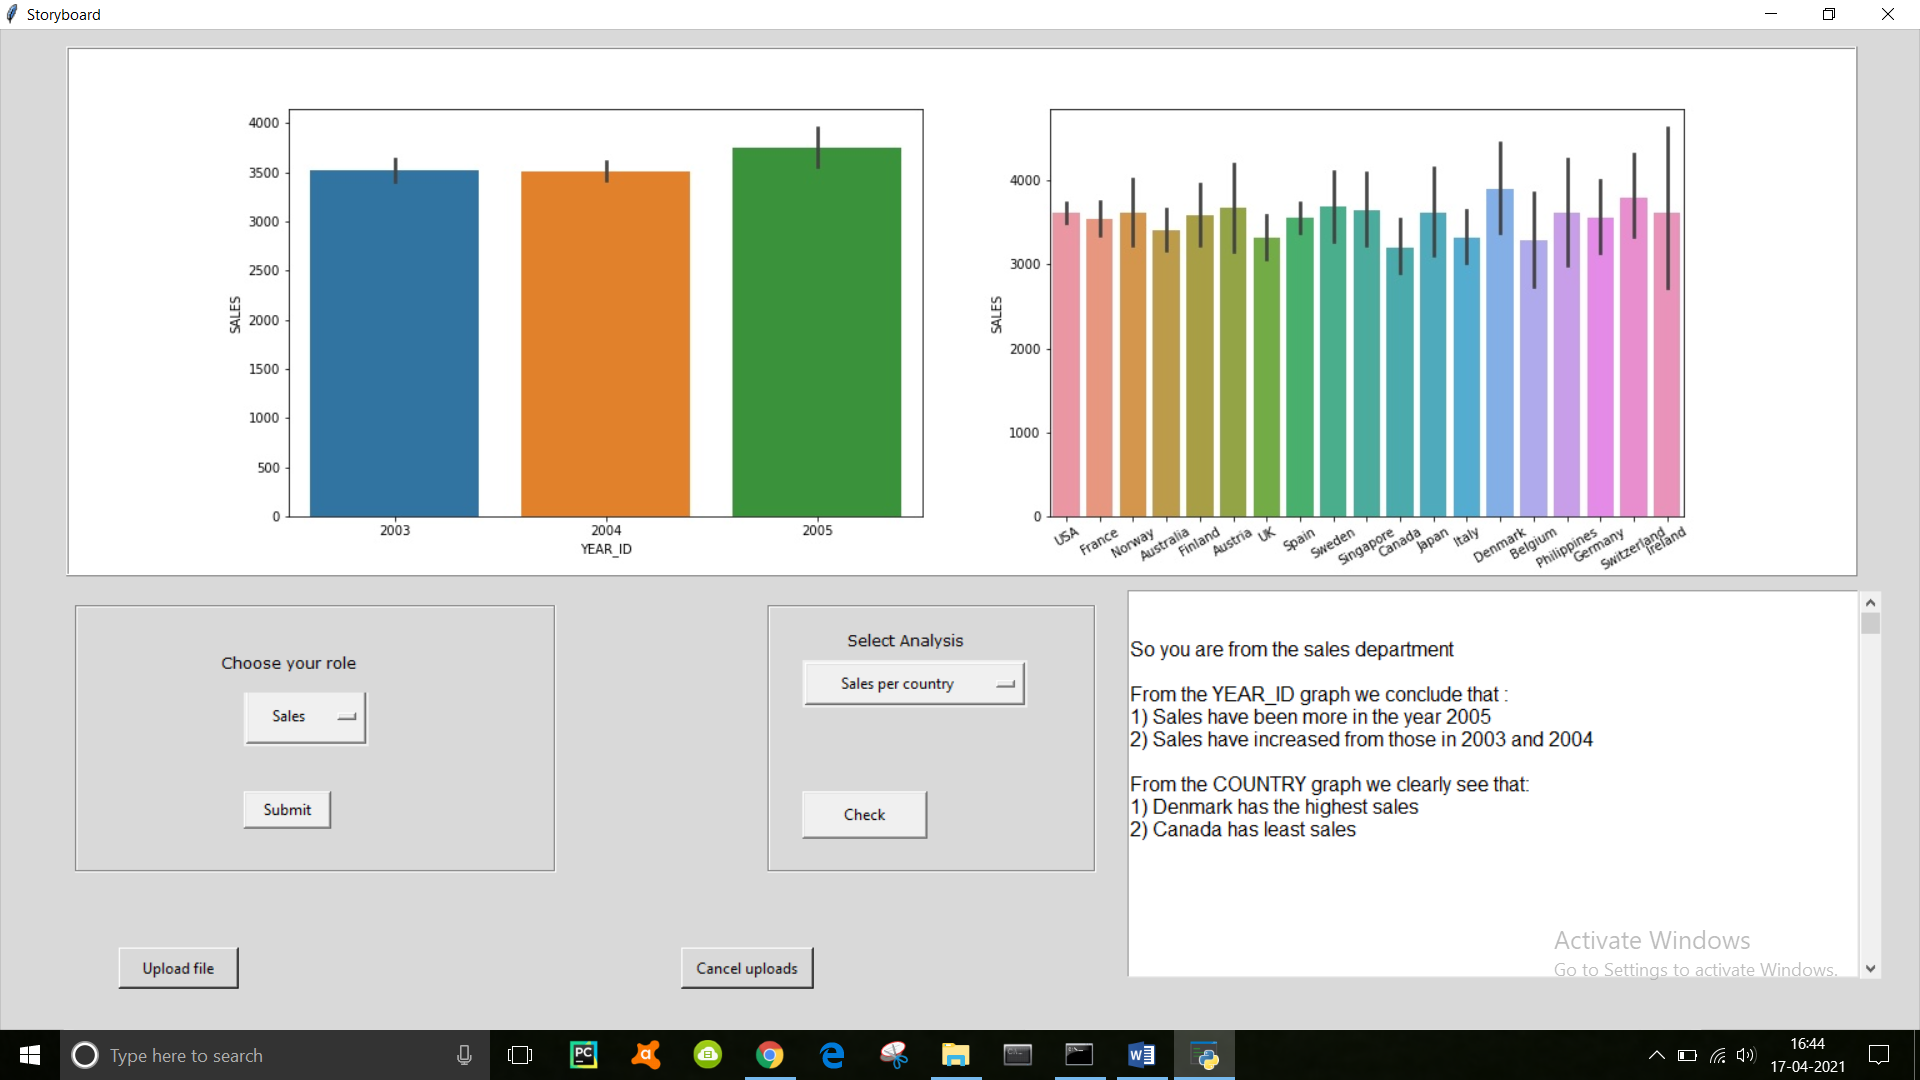 Storyboard
4000
3500
3000
2500
2000
1500
1000
500
0
SALES
2003 2004 2005
YEAR_ID
4000
3000
2000
1000
0
SALES
USA France Norway Australia Finland Austria UK Spain Sweden Singapore Canada Japan Italy Denmark Belgium Philippines Germany Switzerland Ireland
Choose your role
Sales
Submit
Select Analysis
Sales per country
Check
So you are from the sales department
From the YEAR_ID graph we conclude that :
1) Sales have been more in the year 2005
2) Sales have increased from those in 2003 and 2004
From the COUNTRY graph we clearly see that:
1) Denmark has the highest sales
2) Canada has least sales
Activate Windows
Go to Settings to activate Windows.
Upload file
Cancel uploads
Type here to search
PC
16:44
17-04-2021